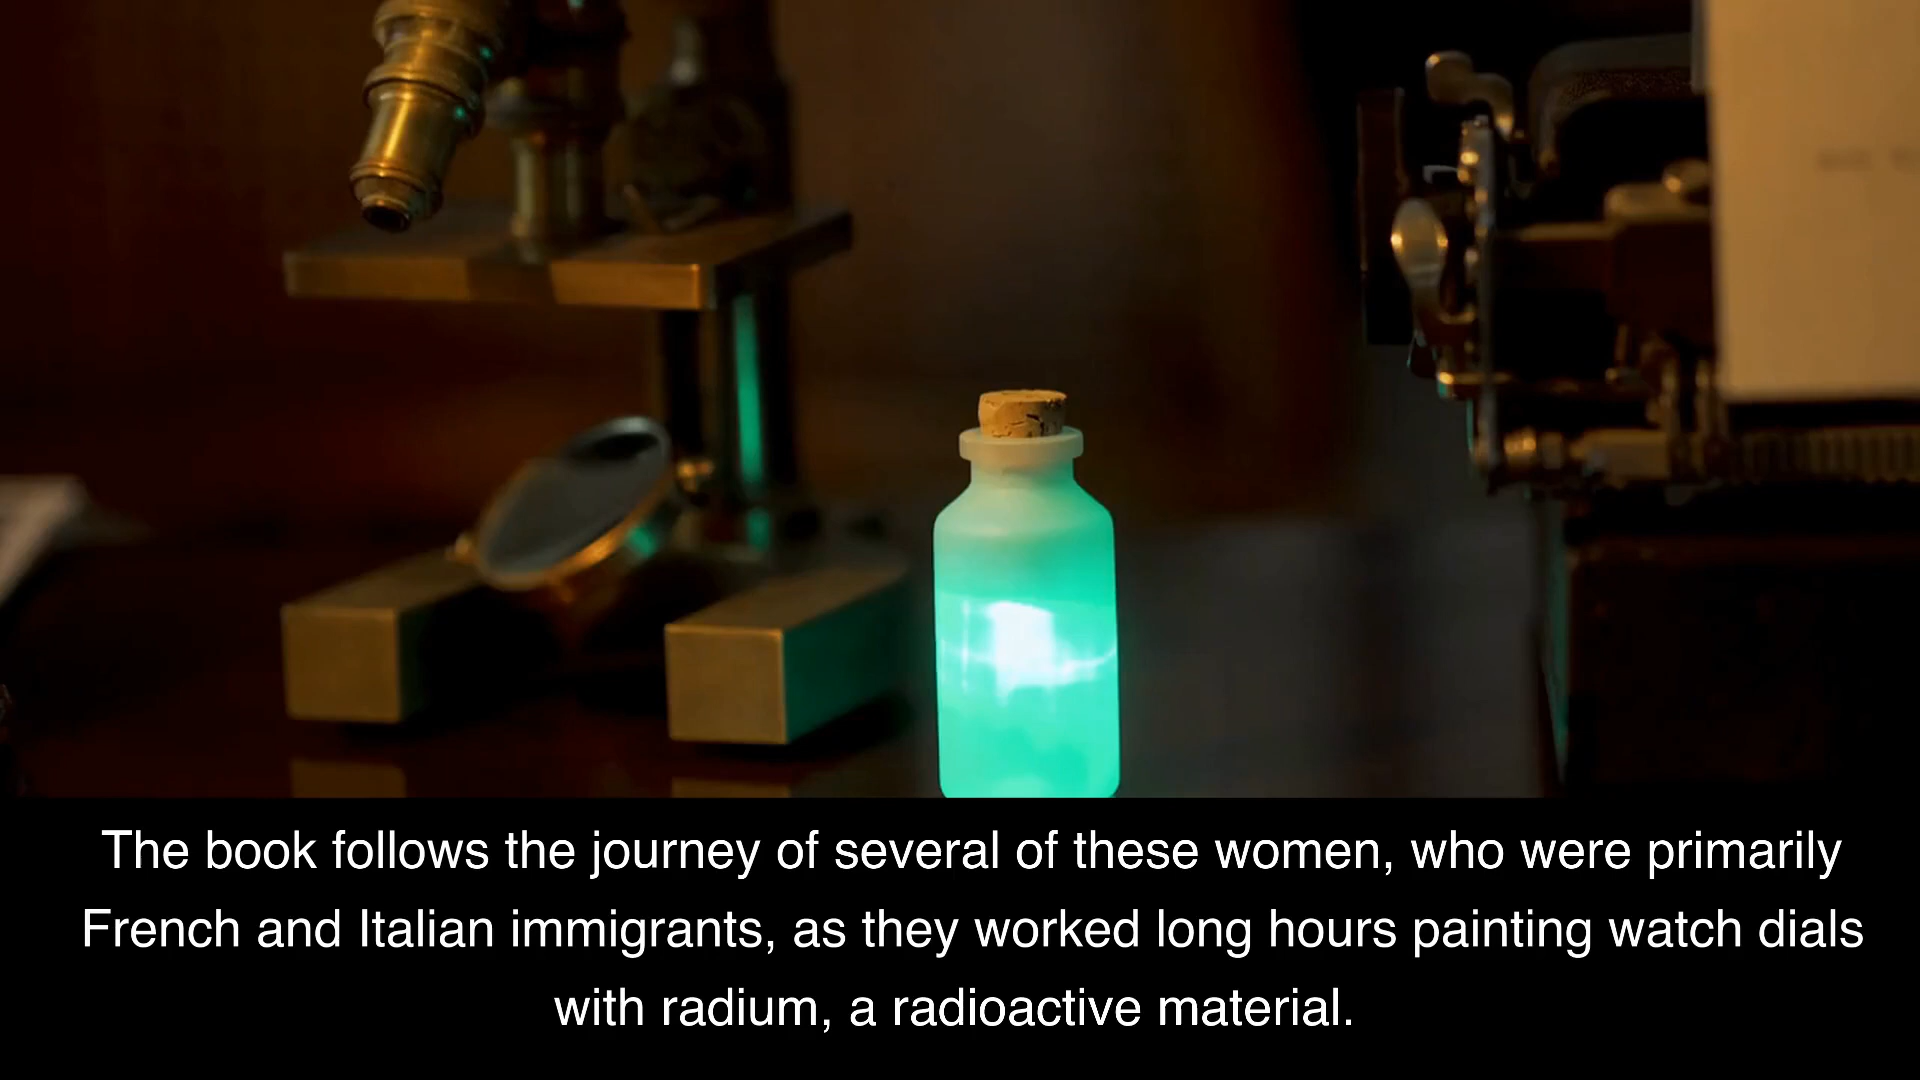 The book follows the journey of several of these women, who were primarily
French and Italian immigrants, as they worked long hours painting watch dials
with radium, a radioactive material.